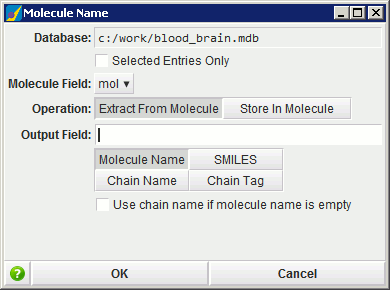 Molecule Name
Database: c:/work/blood_brain.mdb
Selected Entries Only
Molecule Field: mol
Operation: Extract From Molecule Store In Molecule
Output Field:
Molecule Name SMILES
Chain Name Chain Tag
Use chain name if molecule name is empty
? OK Cancel